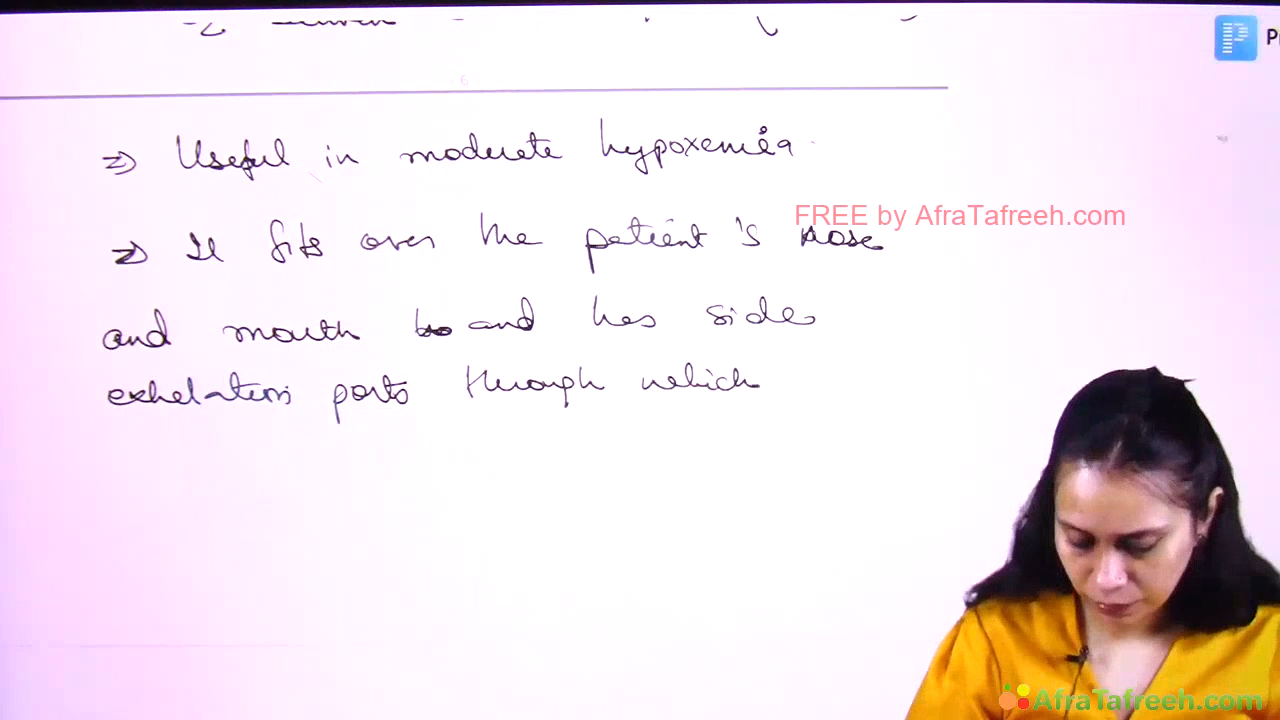 ⇒ Useful in moderate hypoxemia
FREE by AfraTafreeh.com
⇒ It fits over the patient's nose
and mouth and has side
exhalation ports through which
AfraTafreeh.com